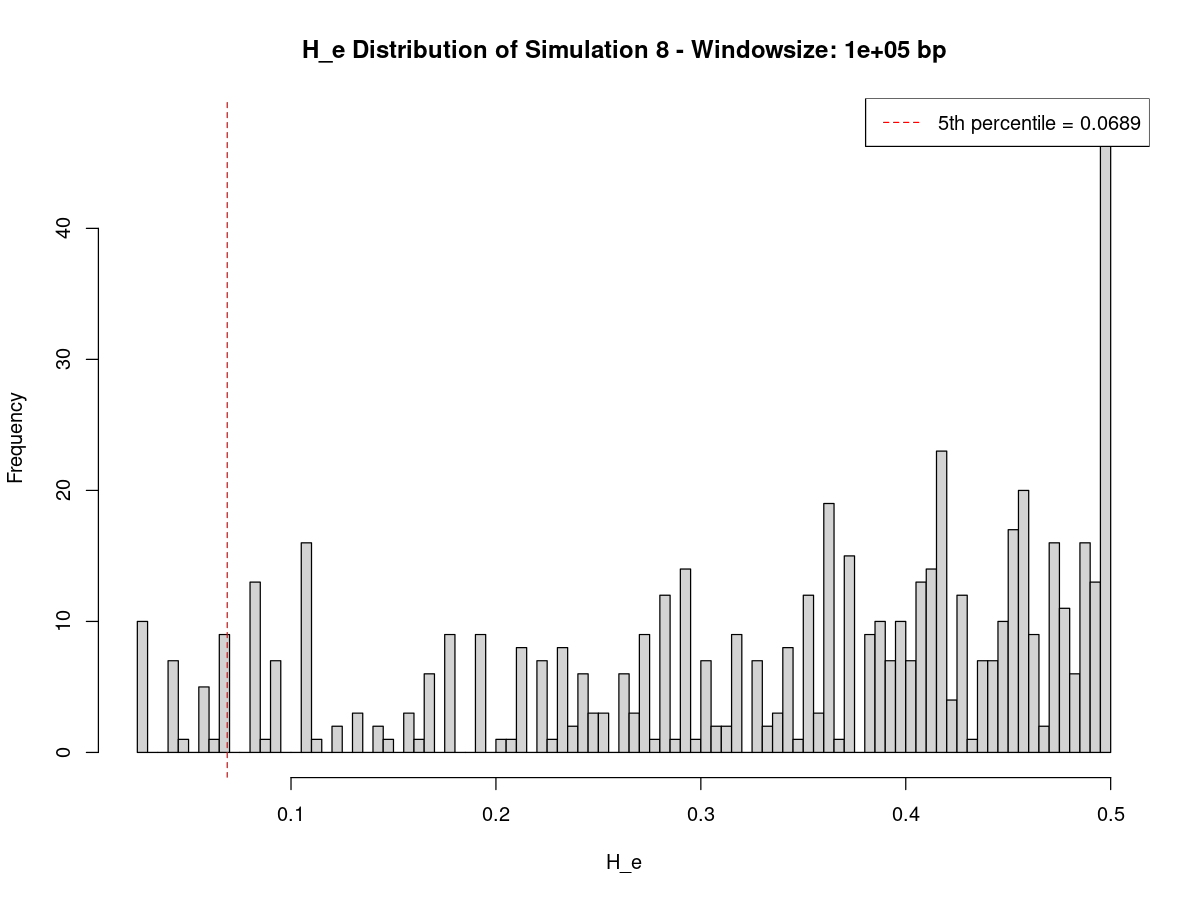 H_e Distribution of Simulation 8 - Windowsize: 1e+05 bp
5th percentile = 0.0689
Frequency
40
30
20
10
0
0.1 0.2 0.3 0.4 0.5
H_e